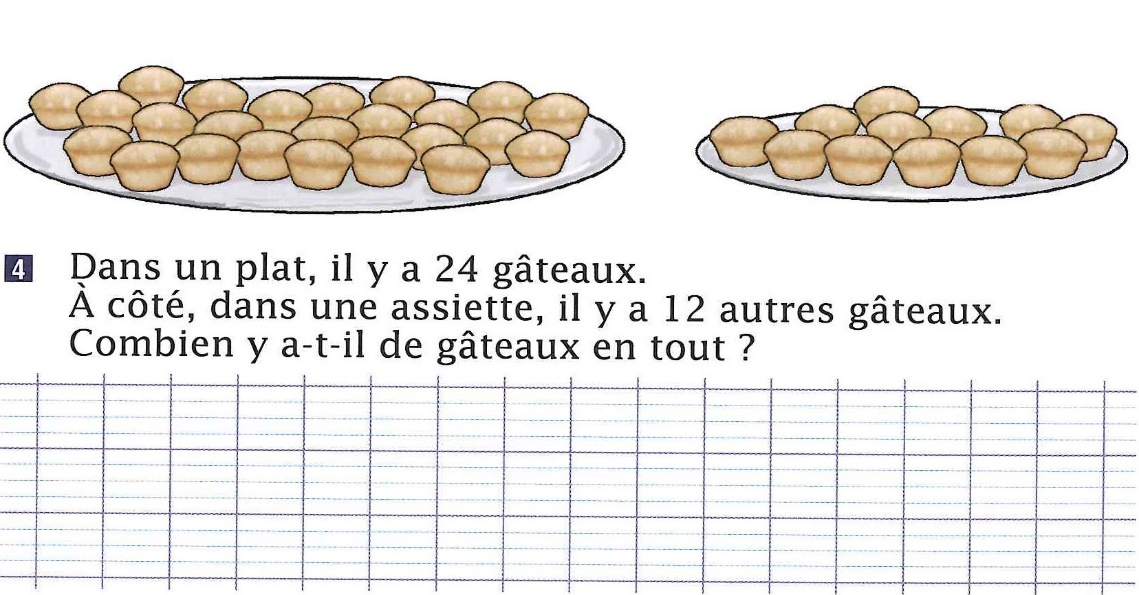 4 Dans un plat, il y a 24 gâteaux.
À côté, dans une assiette, il y a 12 autres gâteaux.
Combien y a-t-il de gâteaux en tout ?